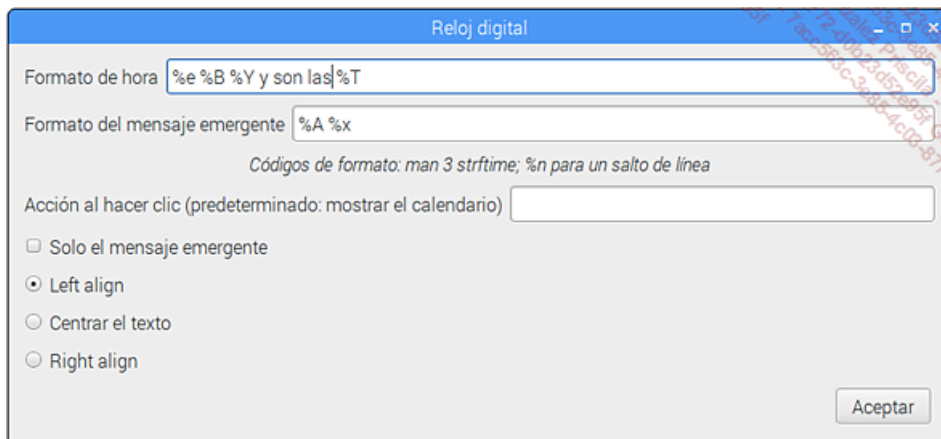 Reloj digital
Formato de hora %e %B %Y y son las %T
Formato del mensaje emergente %A %x
Códigos de formato: man 3 strftime; %n para un salto de línea
Acción al hacer clic (predeterminado: mostrar el calendario)
Solo el mensaje emergente
Left align
Centrar el texto
Right align
Aceptar